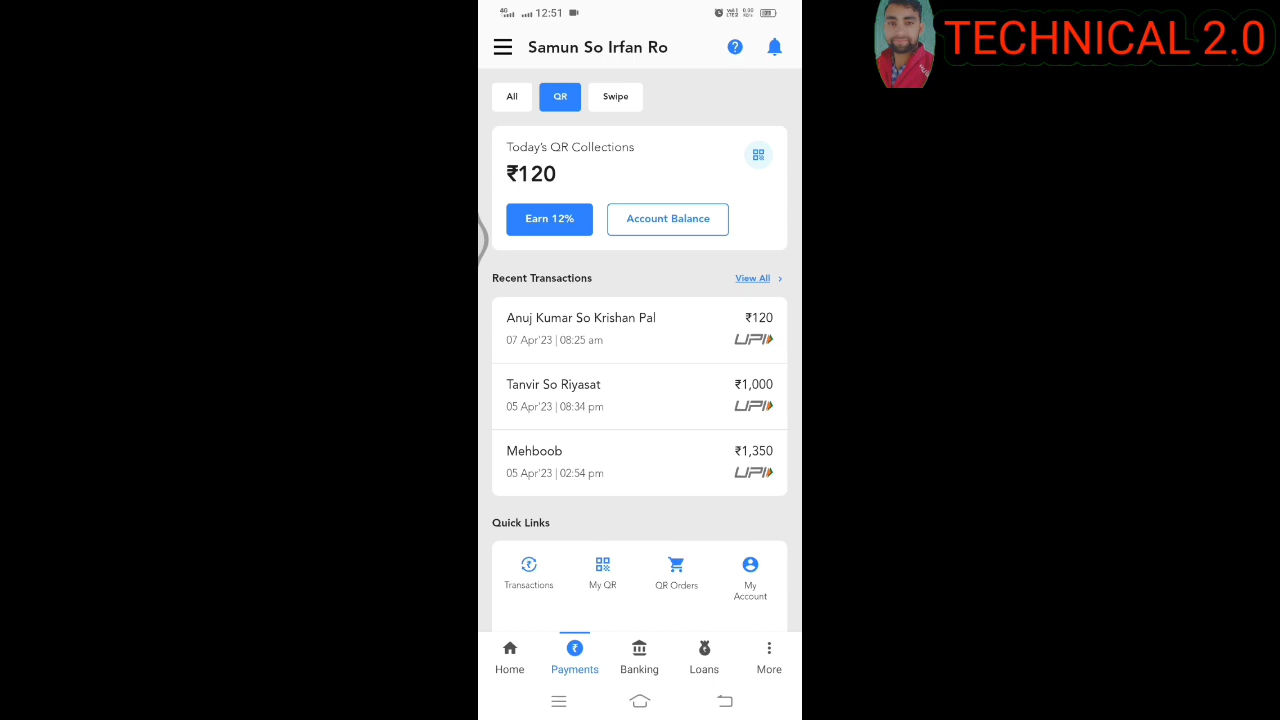 4G 12:51
TECHNICAL 2.0
Samun So Irfan Ro
All QR Swipe
Today's QR Collections
₹120
Earn 12% Account Balance
Recent Transactions View All
Anuj Kumar So Krishan Pal ₹120
07 Apr'23 | 08:25 am UPI
Tanvir So Riyasat ₹1,000
05 Apr'23 | 08:34 pm UPI
Mehboob ₹1,350
05 Apr'23 | 02:54 pm UPI
Quick Links
Transactions My QR QR Orders My
Account
Home Payments Banking Loans More